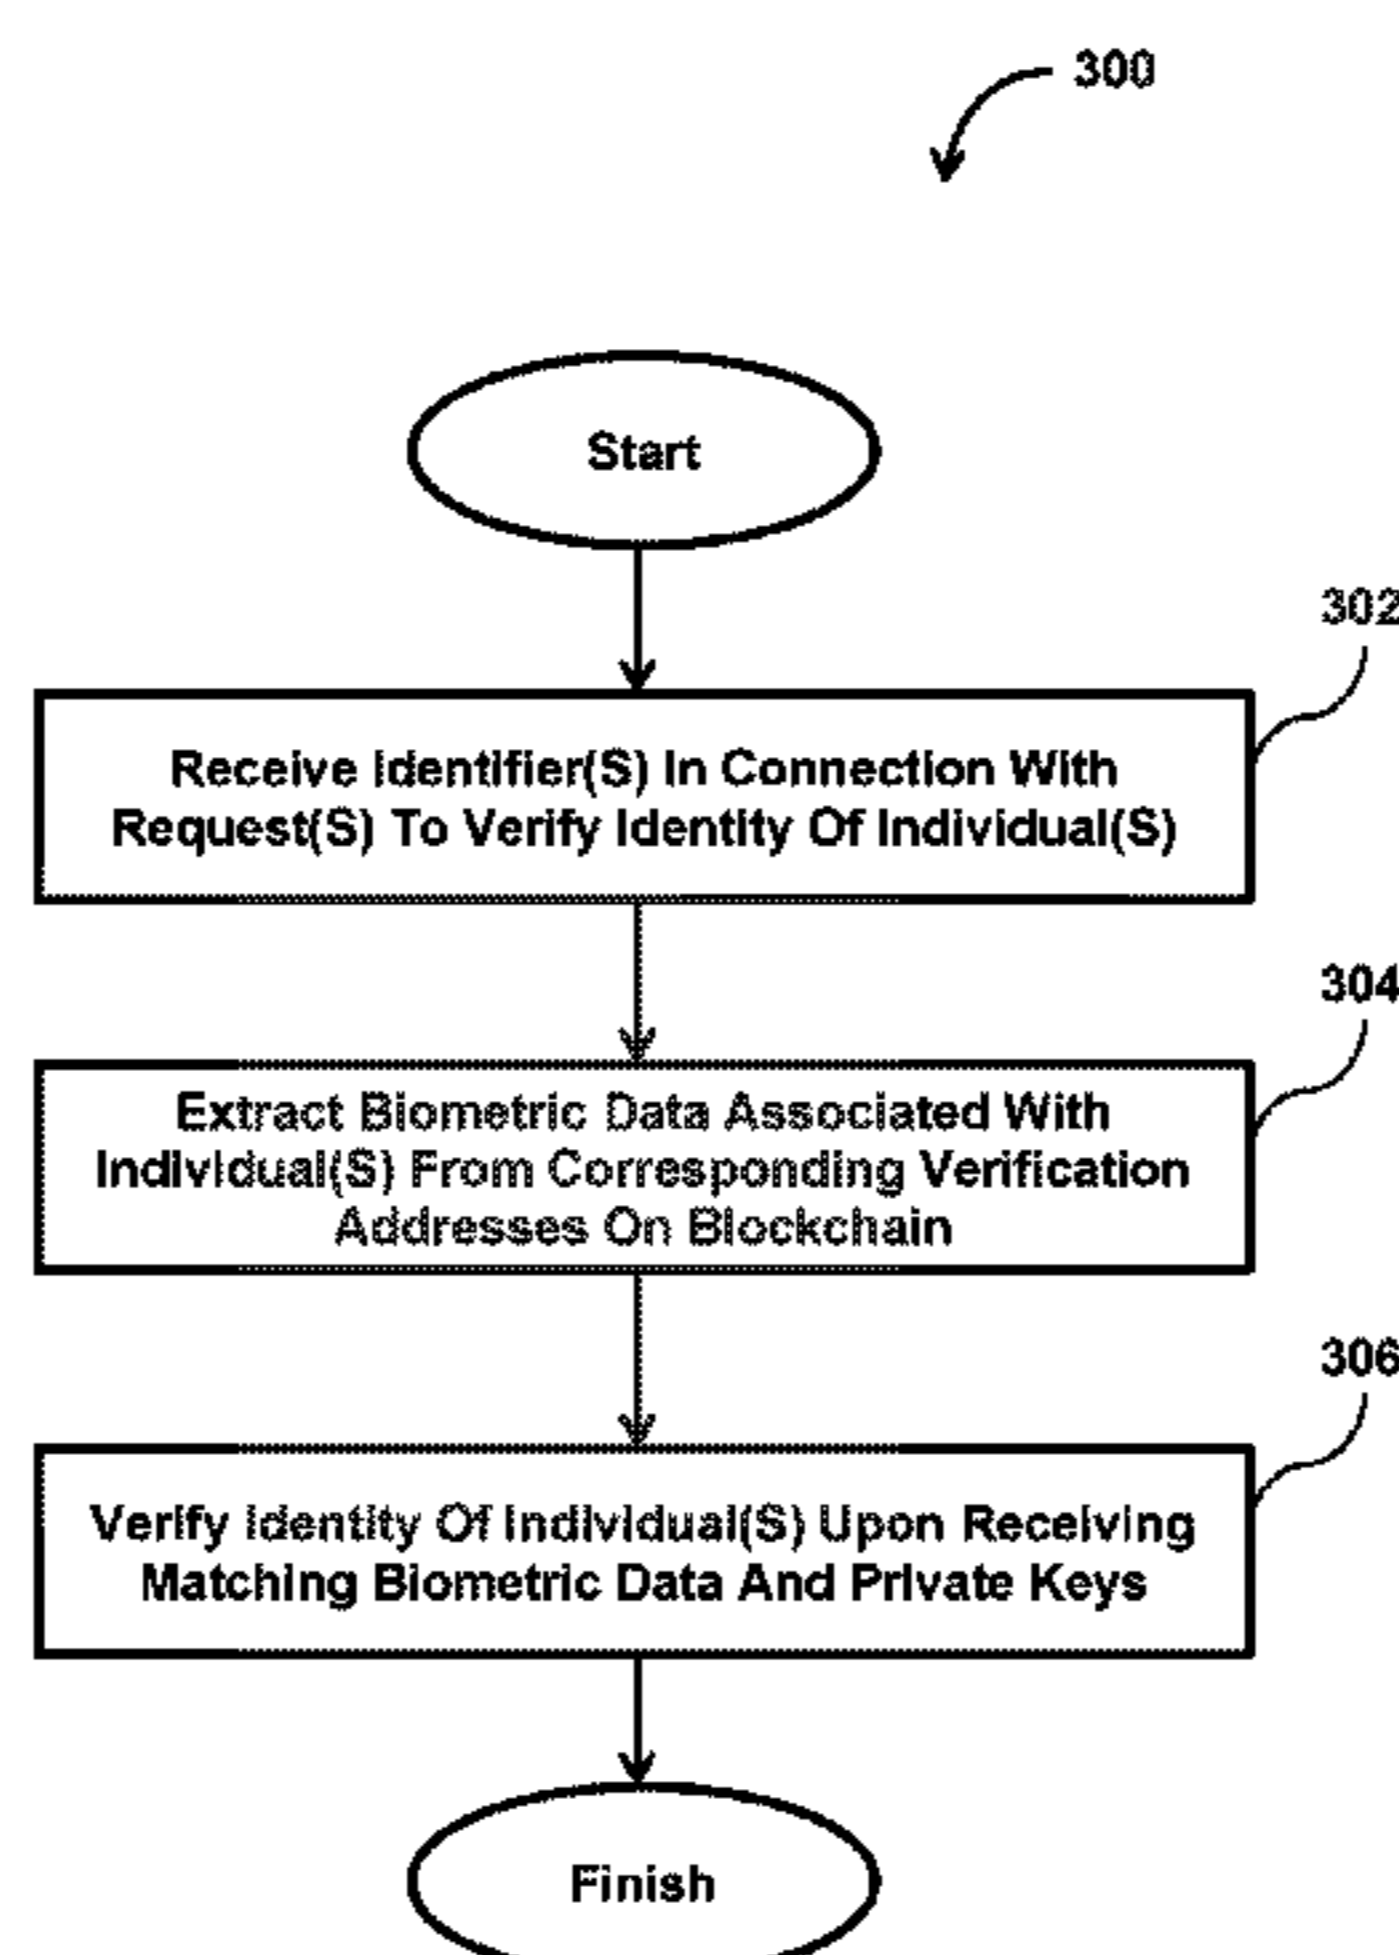 300
Start
302
Receive Identifier(S) In Connection With
Request(S) To Verify Identity Of Individual(S)
304
Extract Biometric Data Associated With
Individual(S) From Corresponding Verification
Addresses On Blockchain
306
Verify Identity Of Individual(S) Upon Receiving
Matching Biometric Data And Private Keys
Finish